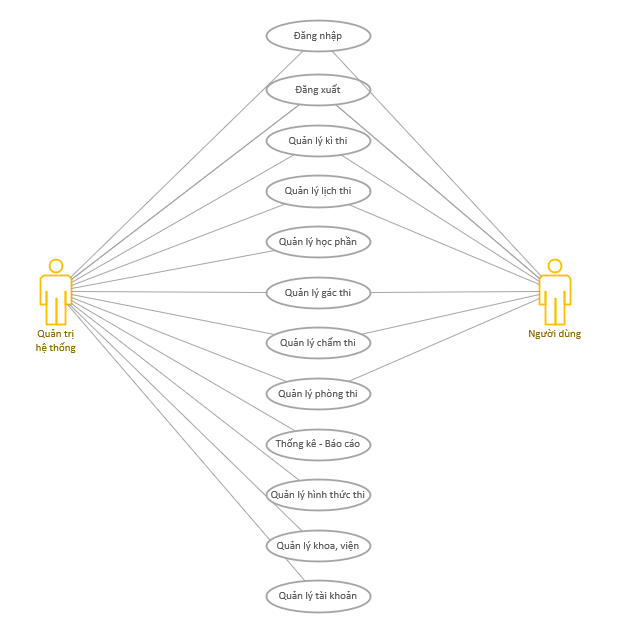 Đăng nhập
Đăng xuất
Quản lý kì thi
Quản lý lịch thi
Quản lý học phần
Quản lý gác thi
Quản lý chấm thi
Quản lý phòng thi
Thống kê - Báo cáo
Quản lý hình thức thi
Quản lý khoa, viện
Quản lý tài khoản
Quản trị
hệ thống
Người dùng